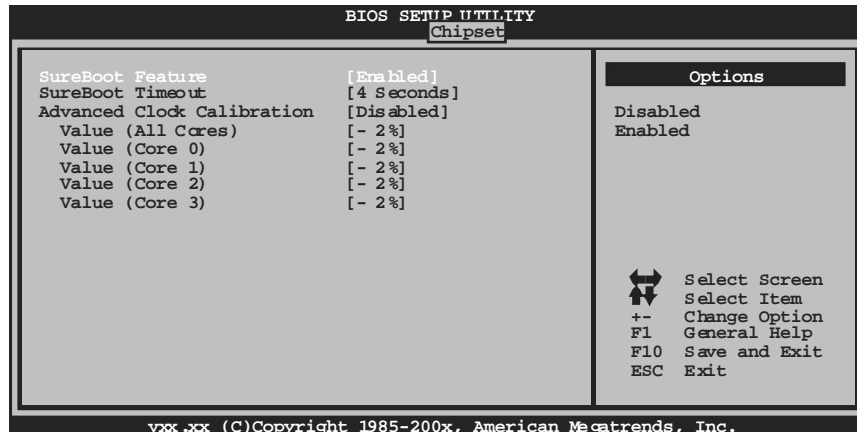 BIOS SETUP UTILITY
Chipset
SureBoot Feature [Enabled]
SureBoot Timeout [4 Seconds]
Advanced Clock Calibration [Disabled]
Value (All Cores) [- 2%]
Value (Core 0) [- 2%]
Value (Core 1) [- 2%]
Value (Core 2) [- 2%]
Value (Core 3) [- 2%]
Options
Disabled
Enabled
Select Screen
Select Item
+- Change Option
F1 General Help
F10 Save and Exit
ESC Exit
vxx.xx (C)Copyright 1985-200x, American Megatrends, Inc.